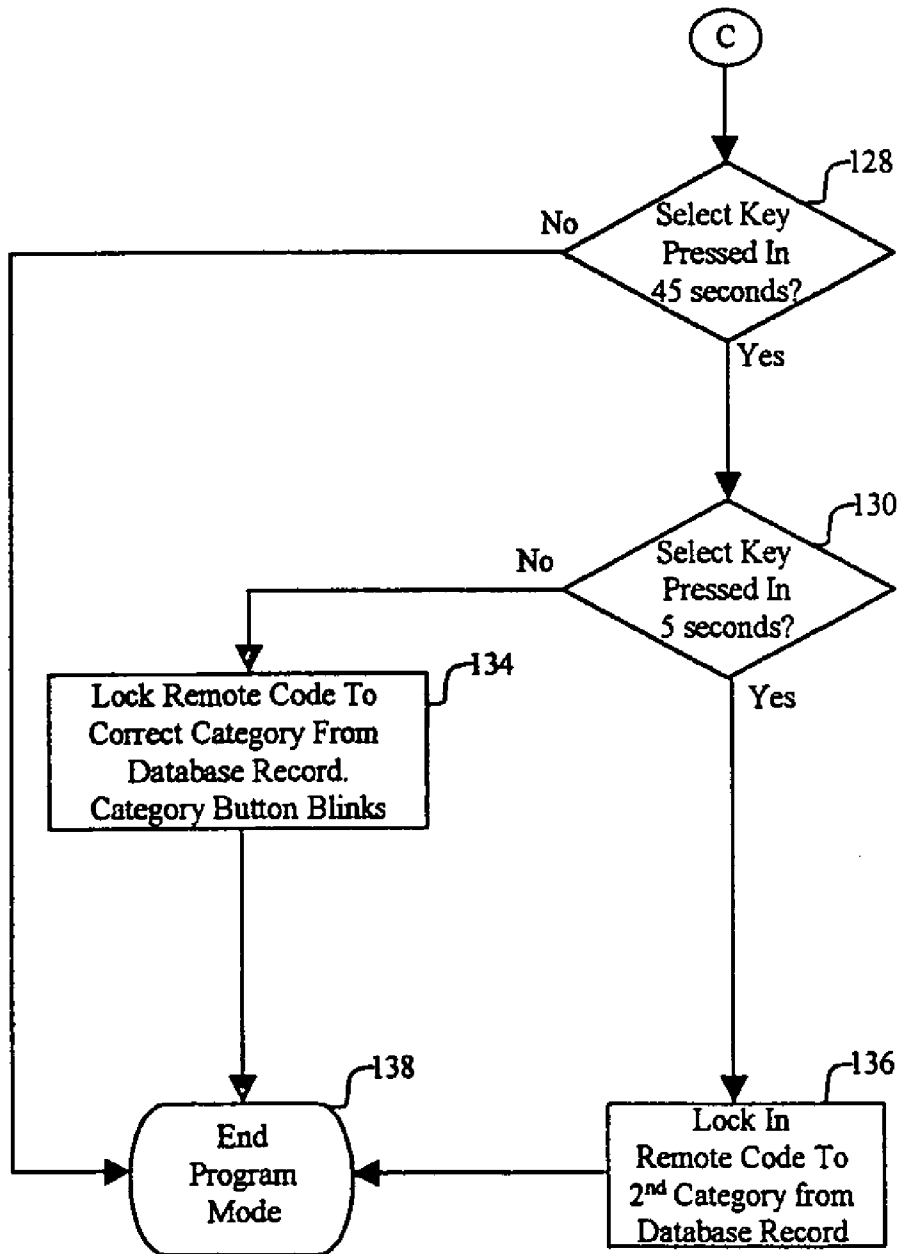 C
128
Select Key
Pressed In
45 seconds?
No
Yes
130
Select Key
Pressed In
5 seconds?
No
Yes
134
Lock Remote Code To
Correct Category From
Database Record.
Category Button Blinks
138
End
Program
Mode
136
Lock In
Remote Code To
2nd Category from
Database Record